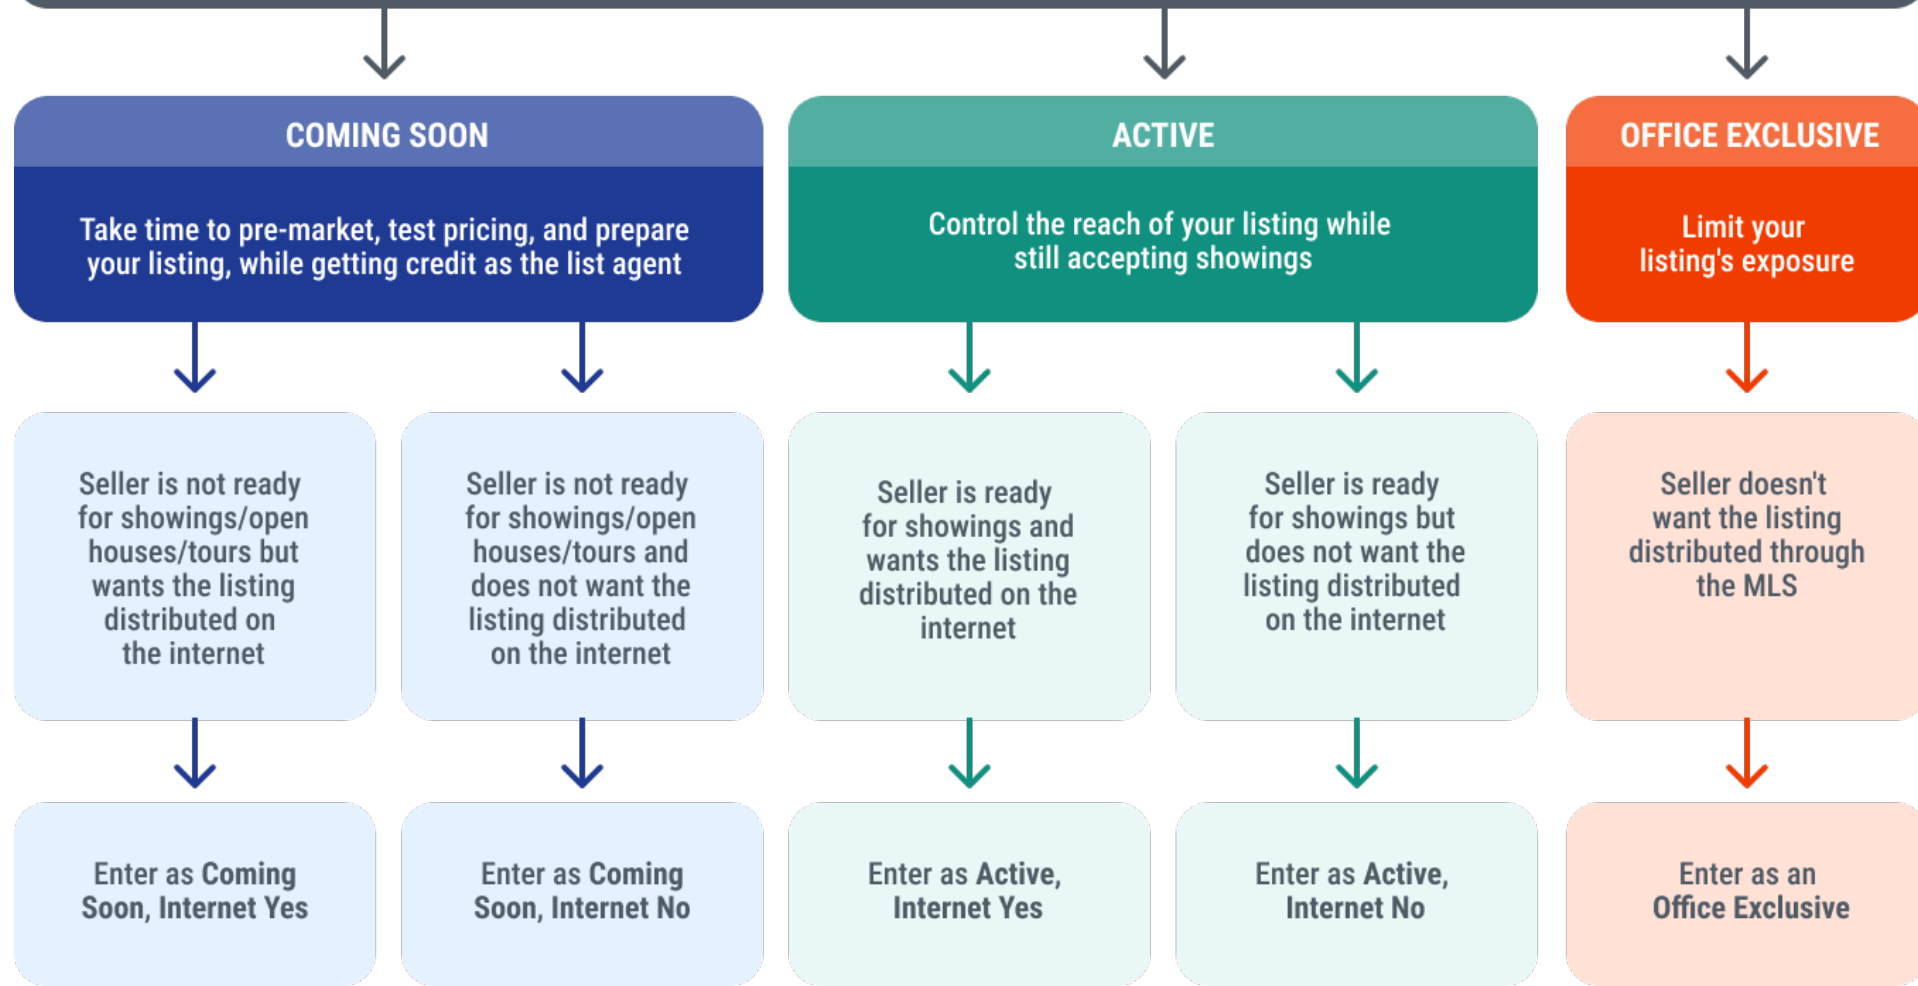 COMING SOON
Take time to pre-market, test pricing, and prepare
your listing, while getting credit as the list agent
ACTIVE
Control the reach of your listing while
still accepting showings
OFFICE EXCLUSIVE
Limit your
listing's exposure
Seller is not ready
for showings/open
houses/tours but
wants the listing
distributed on
the internet
Seller is not ready
for showings/open
houses/tours and
does not want the
listing distributed
on the internet
Seller is ready
for showings and
wants the listing
distributed on the
internet
Seller is ready
for showings but
does not want the
listing distributed
on the internet
Seller doesn't
want the listing
distributed through
the MLS
Enter as Coming
Soon, Internet Yes
Enter as Coming
Soon, Internet No
Enter as Active,
Internet Yes
Enter as Active,
Internet No
Enter as an
Office Exclusive